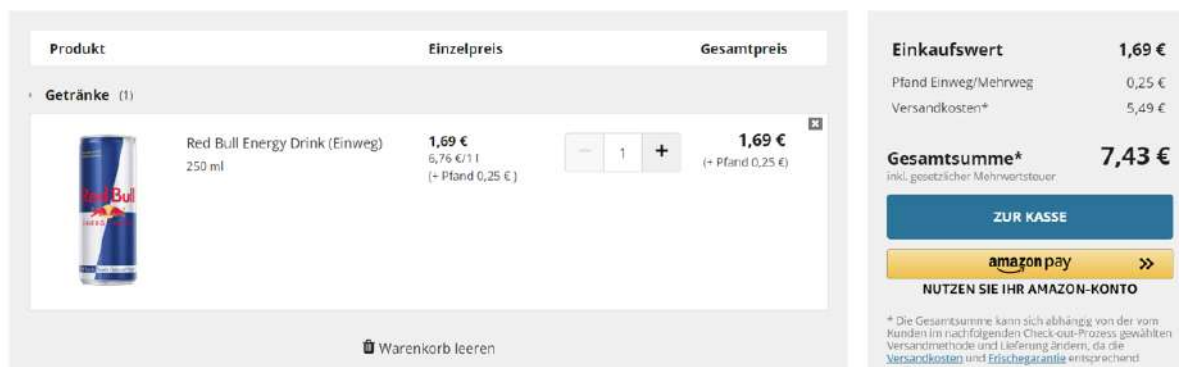 Produkt Einzelpreis Gesamtpreis
Getränke (1)
Red Bull Energy Drink (Einweg)
250 ml
1,69 €
6,76 €/1 l
(+ Pfand 0,25 €)
1
1,69 €
(+ Pfand 0,25 €)
Red Bull
Warenkorb leeren
Einkaufswert 1,69 €
Pfand Einweg/Mehrweg 0,25 €
Versandkosten* 5,49 €
Gesamtsumme* 7,43 €
inkl. gesetzlicher Mehrwertsteuer
ZUR KASSE
amazon pay
NUTZEN SIE IHR AMAZON-KONTO
* Die Gesamtsumme kann sich abhängig von der vom
Kunden im nachfolgenden Check-out-Prozess gewählten
Versandmethode und Lieferung ändern, da die
Versandkosten und Frischegarantie entsprechend